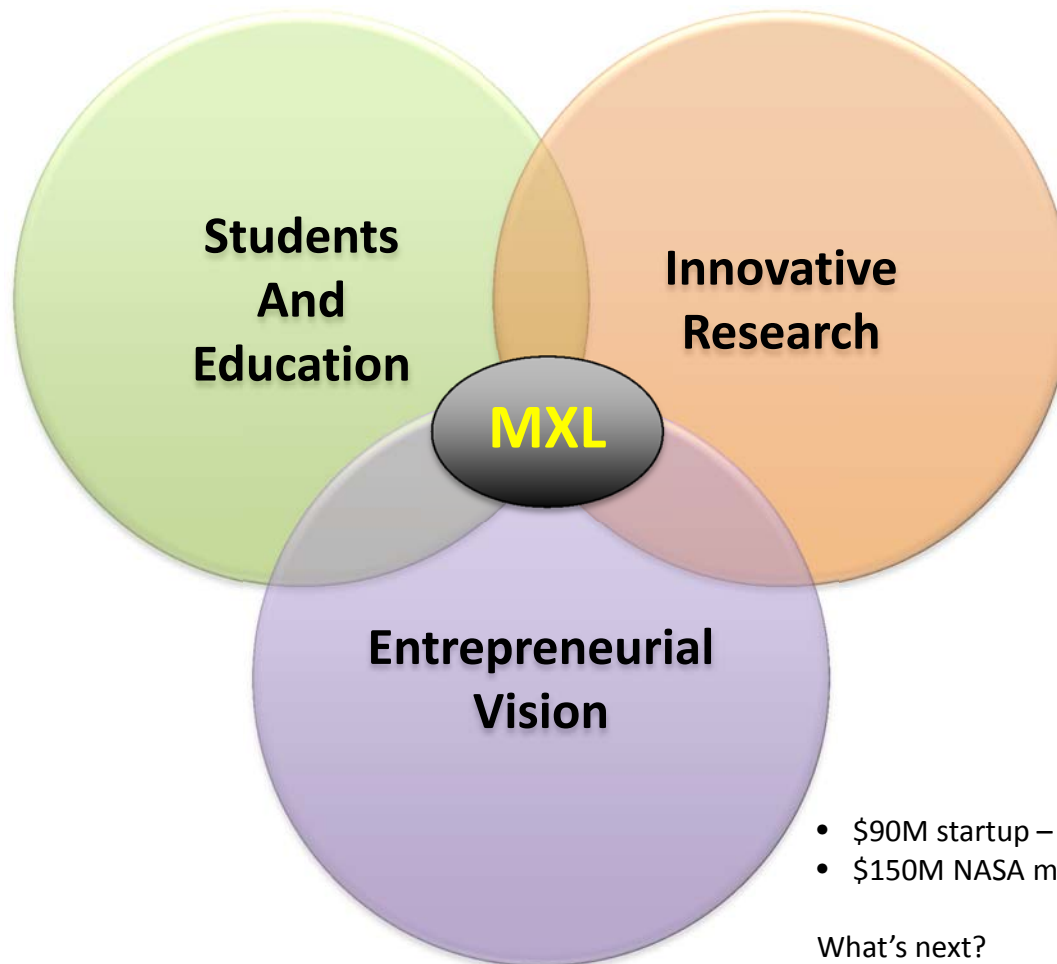 Students
And
Education
Innovative
Research
MXL
Entrepreneurial
Vision
• $90M startup –
• $150M NASA
What's next?